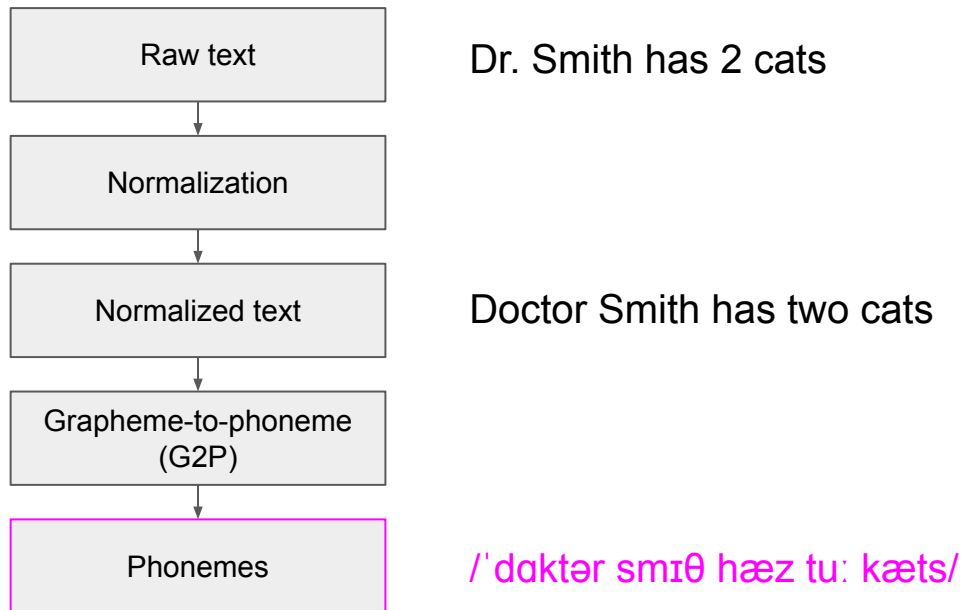 Raw text
Dr. Smith has 2 cats
Normalization
Normalized text
Doctor Smith has two cats
Grapheme-to-phoneme
(G2P)
Phonemes
/ˈdɑktər smɪθ hæz tuː kæts/